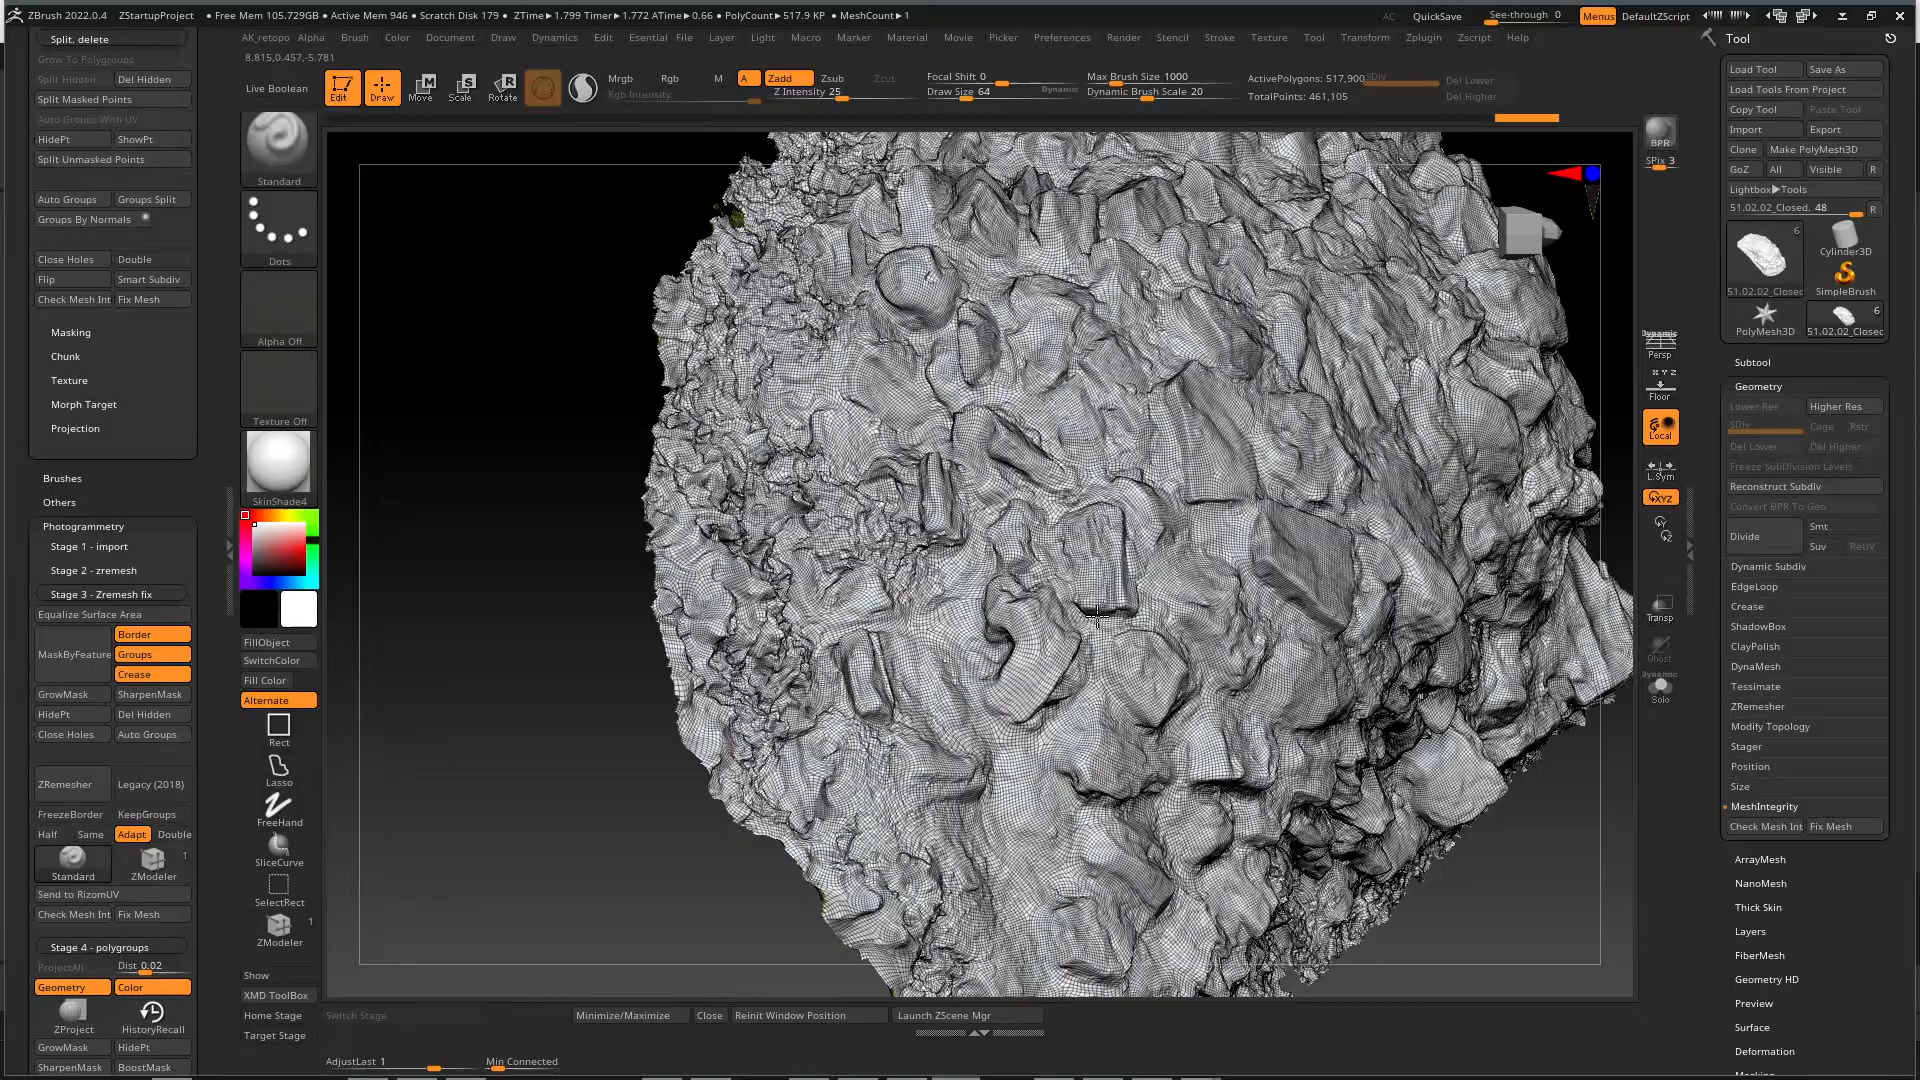 ZBrush 2022.0.4 ZStartupProject • Free Mem 105.729GB • Active Mem 946 • Scratch Disk 179 • ZTime▸1.799 Timer▸1.772 ATime▸0.66 • PolyCount▸517.9 KP • MeshCount▸1 AC QuickSave See-through 0 Menus DefaultZScript
AK_retopo Alpha Brush Color Document Draw Dynamics Edit Essential File Layer Light Macro Marker Material Movie Picker Preferences Render Stencil Stroke Texture Tool Transform Zplugin Zscript Help
8.815,0.457,-5.781
Split. delete
Grow To Polygroups
Split Hidden Del Hidden
Split Masked Points
Auto Groups With UV
HidePt ShowPt
Split Unmasked Points
Auto Groups Groups Split
Groups By Normals
Close Holes Double
Flip Smart Subdiv
Check Mesh Int Fix Mesh
Masking
Chunk
Texture
Morph Target
Projection
Brushes
Others
Photogrammetry
Stage 1 - import
Stage 2 - zremesh
Stage 3 - Zremesh fix
Equalize Surface Area
MaskByFeature Border
Groups
Crease
GrowMask SharpenMask
HidePt Del Hidden
Close Holes Auto Groups
ZRemesher Legacy (2018)
FreezeBorder KeepGroups
Half Same Adapt Double
Standard ZModeler 1
Send to RizomUV
Check Mesh Int Fix Mesh
Stage 4 - polygroups
ProjectAll Dist 0.02
Geometry Color
ZProject HistoryRecall
GrowMask HidePt
SharpenMask BoostMask
Live Boolean Edit Draw Move Scale Rotate
Mrgb Rgb M A Zadd Zsub Zcut
Rgb Intensity Z Intensity 25
Focal Shift 0
Draw Size 64 Dynamic
Max Brush Size 1000
Dynamic Brush Scale 20
ActivePolygons: 517,900
TotalPoints: 461,105
SDiv
Del Lower
Del Higher
Standard
Dots
Alpha Off
Texture Off
SkinShade4
FillObject
SwitchColor
Fill Color
Alternate
Rect
Lasso
FreeHand
SliceCurve
SelectRect
ZModeler 1
Show
XMD ToolBox
Home Stage
Target Stage
Switch Stage
Minimize/Maximize Close Reinit Window Position Launch ZScene Mgr
AdjustLast 1 Min Connected
BPR
SPix 3
Dynamic
Persp
X Y Z
Floor
Local
L.Sym
XYZ
Y
Z
Transp
Ghost
Dynamic
Solo
Tool
Load Tool Save As
Load Tools From Project
Copy Tool Paste Tool
Import Export
Clone Make PolyMesh3D
GoZ All Visible R
Lightbox▸Tools
51.02.02_Closed. 48 R
6
Cylinder3D
51.02.02_Closec SimpleBrush
6
PolyMesh3D 51.02.02_Closec
Subtool
Geometry
Lower Res Higher Res
SDiv Cage Rstr
Del Lower Del Higher
Freeze SubDivision Levels
Reconstruct Subdiv
Convert BPR To Geo
Divide Smt
Suv ReUV
Dynamic Subdiv
EdgeLoop
Crease
ShadowBox
ClayPolish
DynaMesh
Tessimate
ZRemesher
Modify Topology
Stager
Position
Size
MeshIntegrity
Check Mesh Int Fix Mesh
ArrayMesh
NanoMesh
Thick Skin
Layers
FiberMesh
Geometry HD
Preview
Surface
Deformation